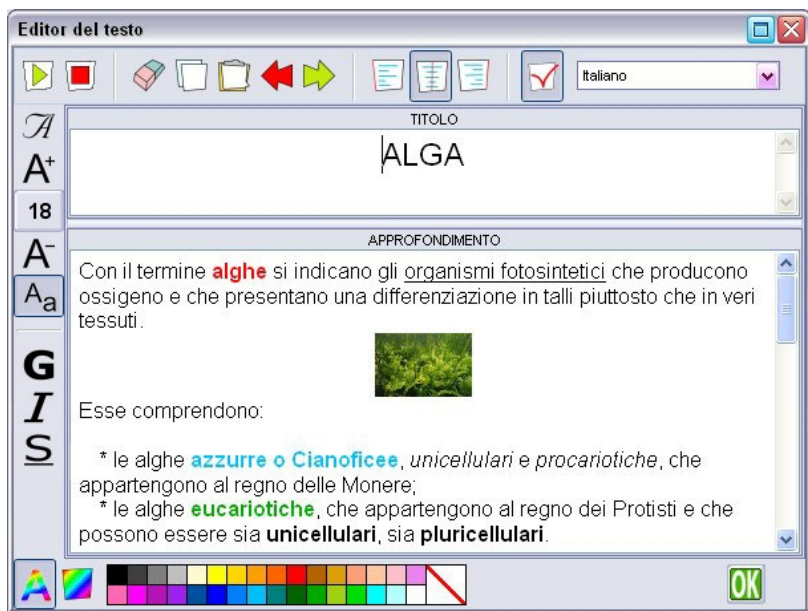 Editor del testo
Italiano
A
TITOLO
A+
ALGA
18
APPROFONDIMENTO
A-
Aa
Con il termine alghe si indicano gli organismi fotosintetici che producono
ossigeno e che presentano una differenziazione in talli piuttosto che in veri
tessuti.
G
I
S
Esse comprendono:
* le alghe azzurre o Cianoficee, unicellulari e procariotiche, che
appartengono al regno delle Monere;
* le alghe eucariotiche, che appartengono al regno dei Protisti e che
possono essere sia unicellulari, sia pluricellulari.
A
OK